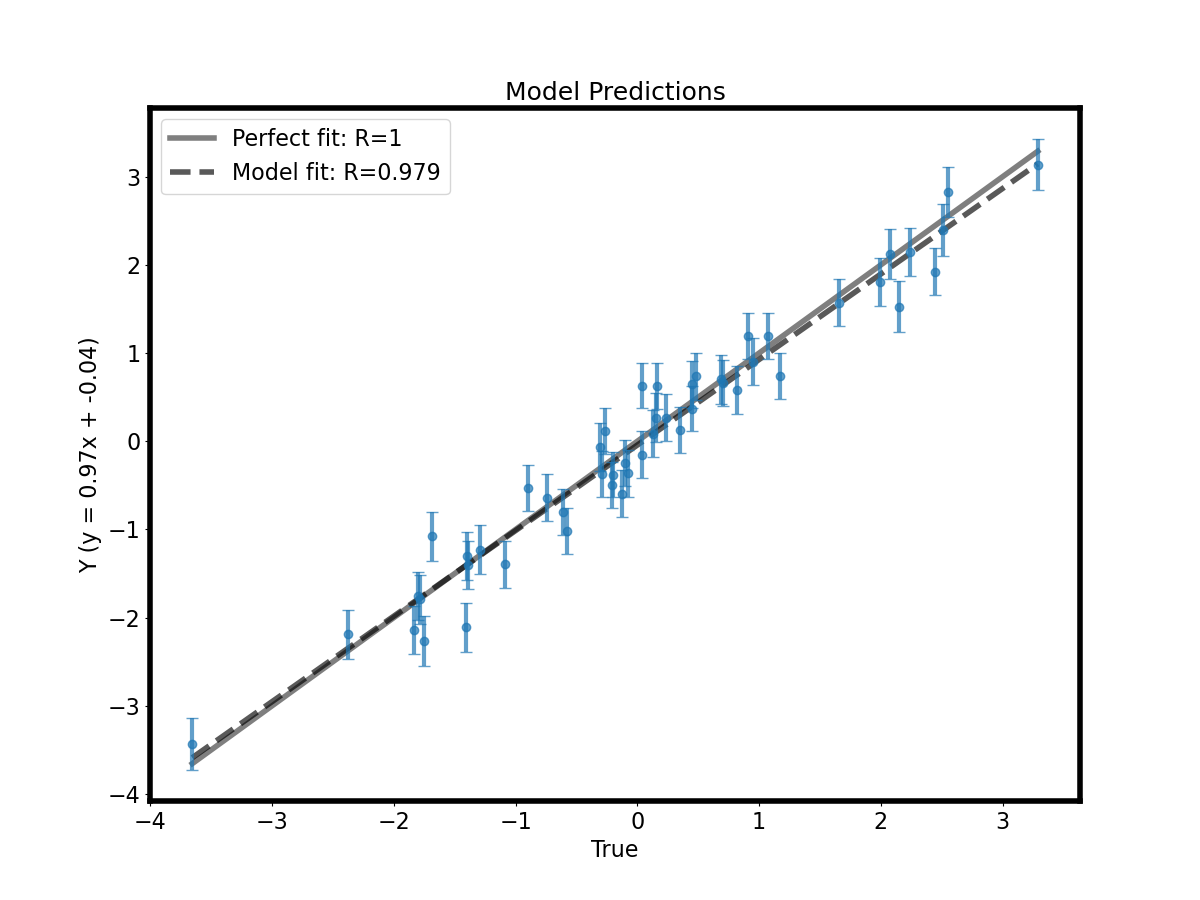 Model Predictions
Perfect fit: R=1
Model fit: R=0.979
Y (y = 0.97x + -0.04)
3
2
1
0
−1
−2
−3
−4
−4 −3 −2 −1 0 1 2 3
True